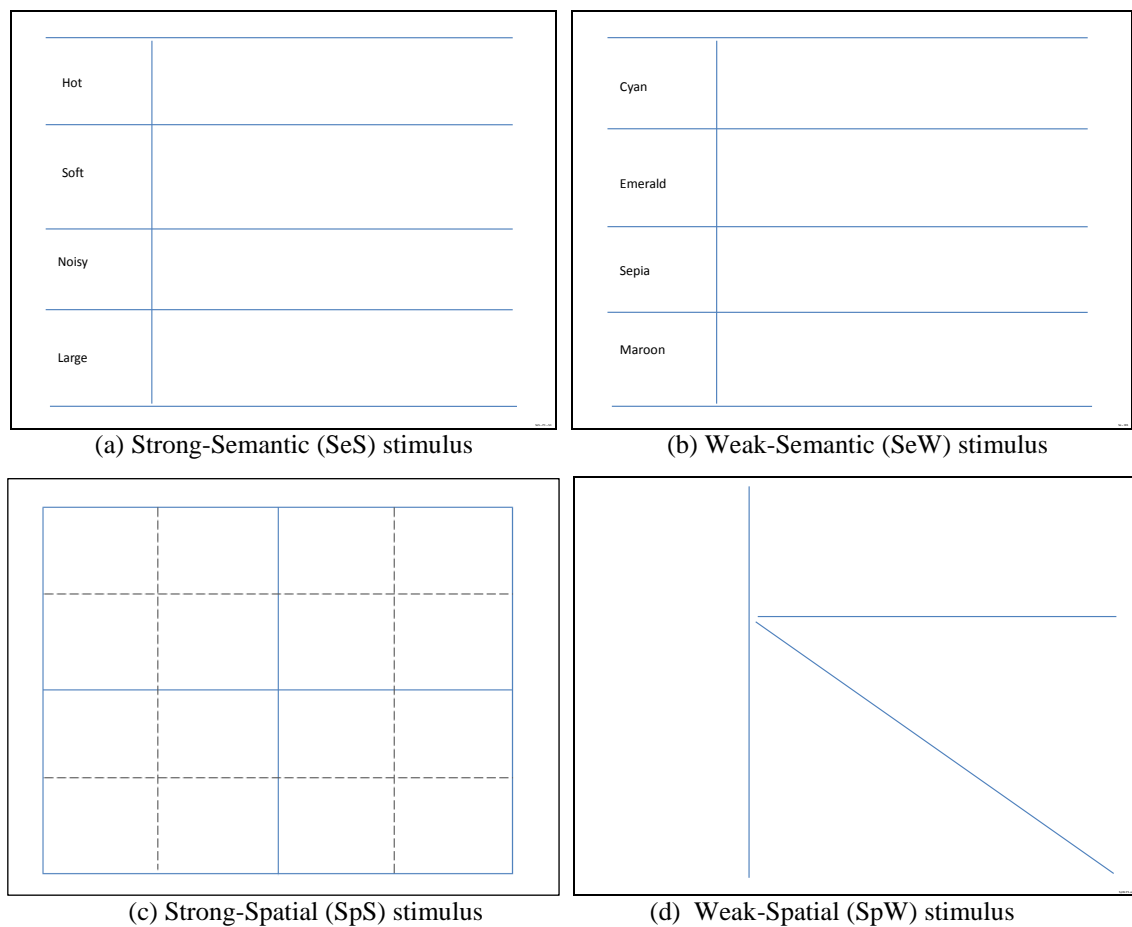 Hot
Soft
Noisy
Large
Cyan
Emerald
Sepia
Maroon
(a) Strong-Semantic (SeS) stimulus
(b) Weak-Semantic (SeW) stimulus
(c) Strong-Spatial (SpS) stimulus
(d) Weak-Spatial (SpW) stimulus